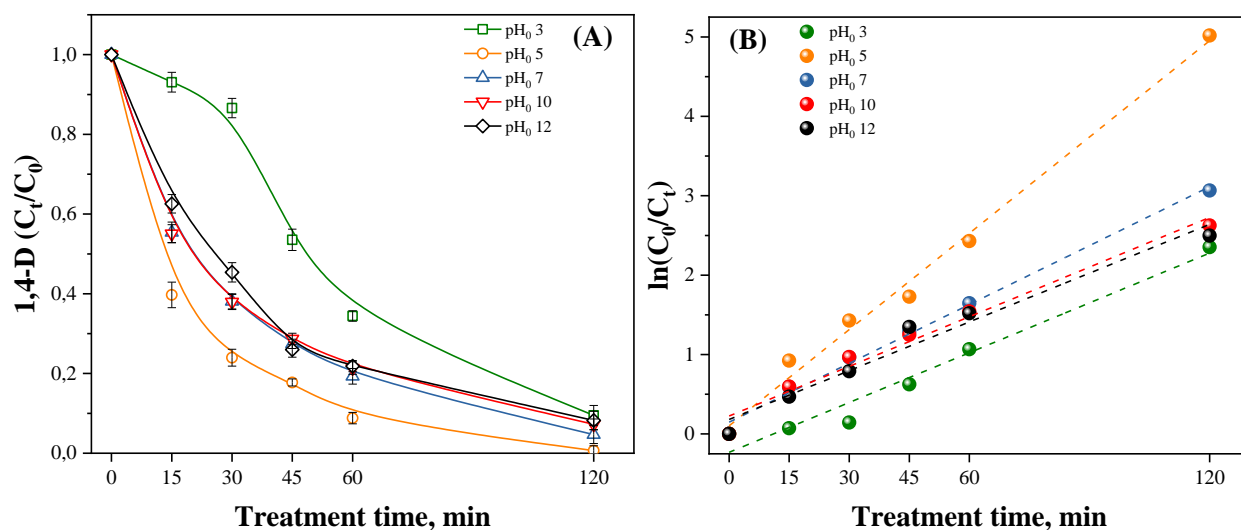 (A)
pH₀ 3
pH₀ 5
pH₀ 7
pH₀ 10
pH₀ 12
1,4-D (Cₜ/C₀)
1,0
0,8
0,6
0,4
0,2
0,0
0 15 30 45 60 120
Treatment time, min
(B)
pH₀ 3
pH₀ 5
pH₀ 7
pH₀ 10
pH₀ 12
ln(C₀/Cₜ)
5
4
3
2
1
0
0 15 30 45 60 120
Treatment time, min